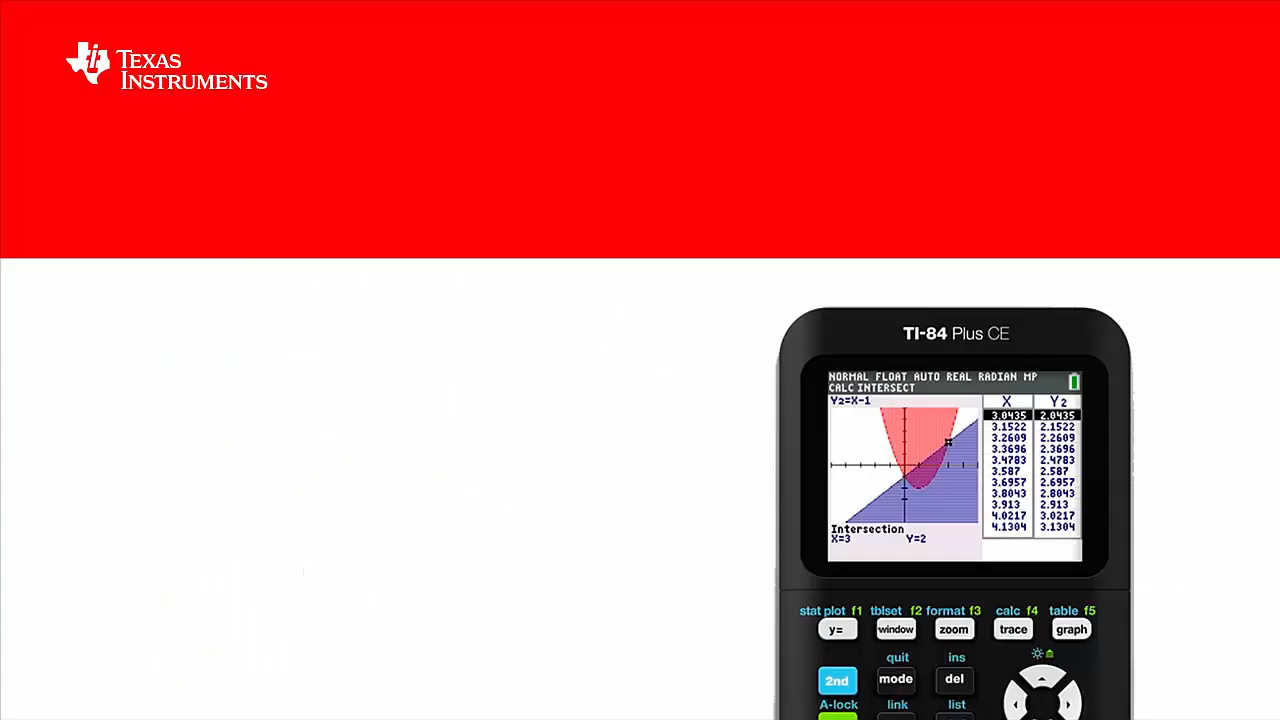 TEXAS
INSTRUMENTS
TI-84 Plus CE
NORMAL FLOAT AUTO REAL RADIAN MP
CALC INTERSECT
Y2=X-1
X Y2
3.0435 2.0435
3.1522 2.1522
3.2609 2.2609
3.3696 2.3696
3.4783 2.4783
3.587 2.587
3.6957 2.6957
3.8043 2.8043
3.913 2.913
4.0217 3.0217
4.1304 3.1304
Intersection
X=3 Y=2
stat plot f1 tblset f2 format f3 calc f4 table f5
y= window zoom trace graph
quit ins
2nd mode del
A-lock link list